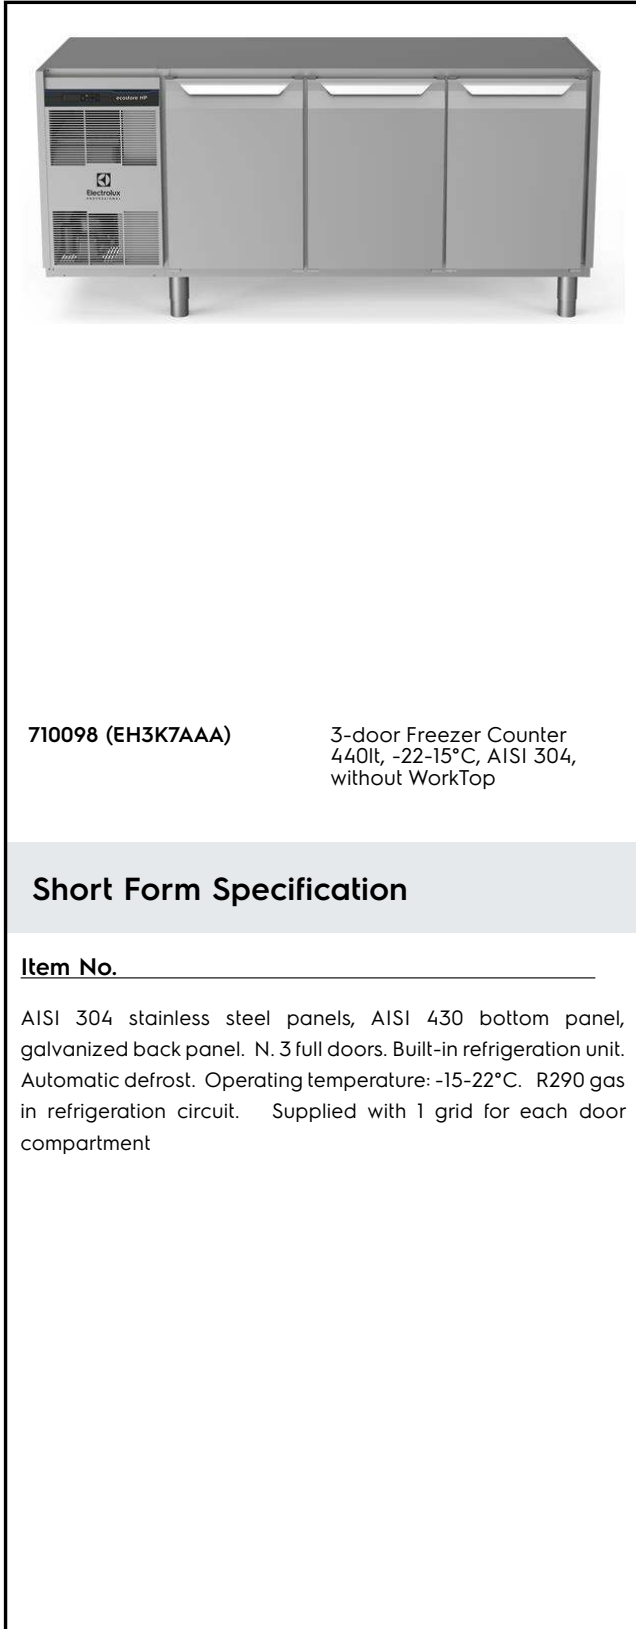 ecostore HP
Electrolux
PROFESSIONAL
710098 (EH3K7AAA)
3-door Freezer Counter
440lt, -22-15°C, AISI 304,
without WorkTop
Short Form Specification
Item No.
AISI 304 stainless steel panels, AISI 430 bottom panel,
galvanized back panel. N. 3 full doors. Built-in refrigeration unit.
Automatic defrost. Operating temperature: -15-22°C. R290 gas
in refrigeration circuit. Supplied with 1 grid for each door
compartment